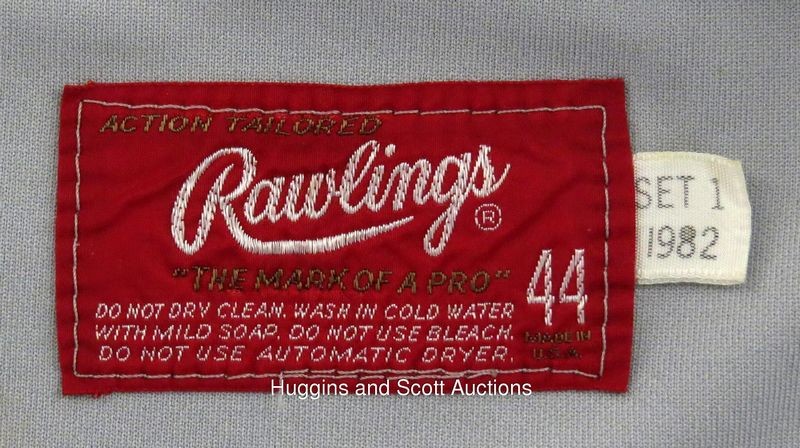 ACTION TAILORED
Rawlings ®
"THE MARK OF A PRO"
44
DO NOT DRY CLEAN. WASH IN COLD WATER
WITH MILD SOAP. DO NOT USE BLEACH.
DO NOT USE AUTOMATIC DRYER.
MADE IN
U.S.A.
SET 1
1982
Huggins and Scott Auctions